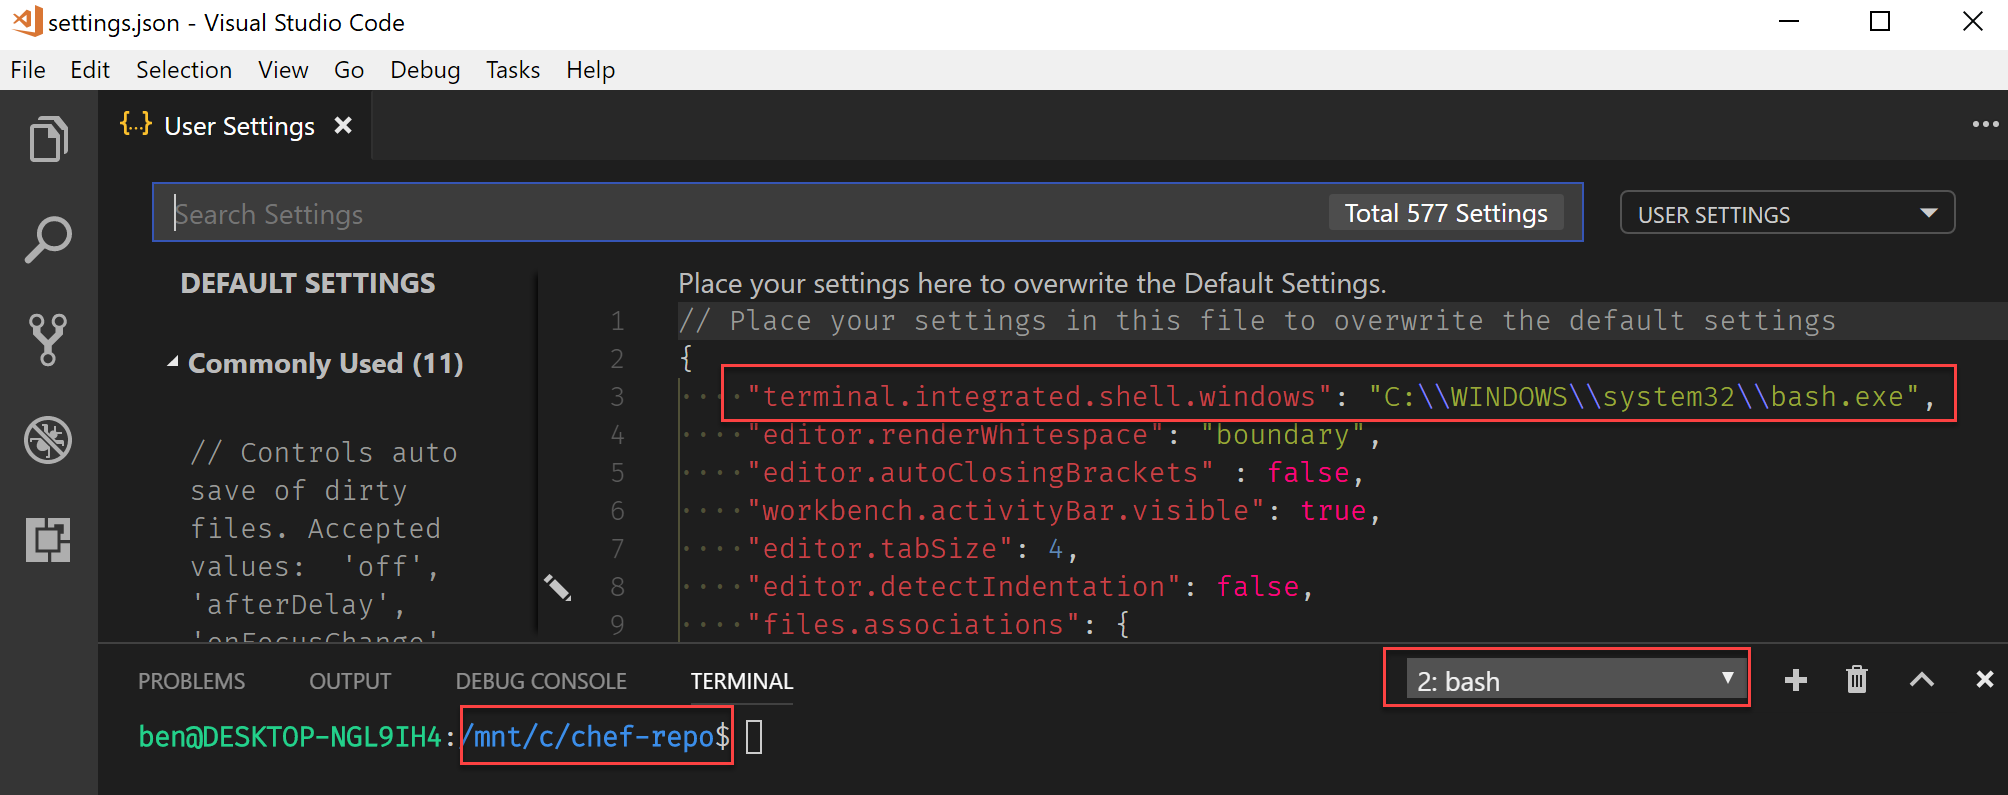 settings.json - Visual Studio Code
File Edit Selection View Go Debug Tasks Help
{...} User Settings
Search Settings
Total 577 Settings
USER SETTINGS
DEFAULT SETTINGS
Commonly Used (11)
// Controls auto
save of dirty
files. Accepted
values:  'off',
'afterDelay',
'onFocusChange'
Place your settings here to overwrite the Default Settings.
1 // Place your settings in this file to overwrite the default settings
2 {
3 ····"terminal.integrated.shell.windows": "C:\\WINDOWS\\system32\\bash.exe",
4 ····"editor.renderWhitespace": "boundary",
5 ····"editor.autoClosingBrackets" : false,
6 ····"workbench.activityBar.visible": true,
7 ····"editor.tabSize": 4,
8 ····"editor.detectIndentation": false,
9 ····"files.associations": {
PROBLEMS OUTPUT DEBUG CONSOLE TERMINAL
2: bash
ben@DESKTOP-NGL9IH4:/mnt/c/chef-repo$